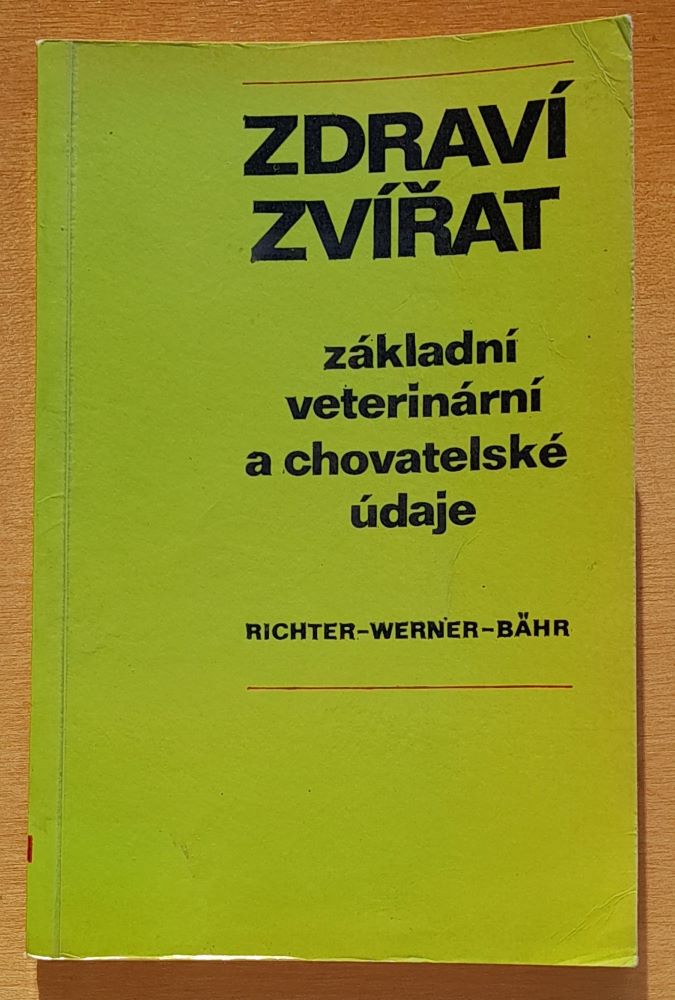 ZDRAVÍ
ZVÍŘAT
základní
veterinární
a chovatelské
údaje
RICHTER-WERNER-BÄHR